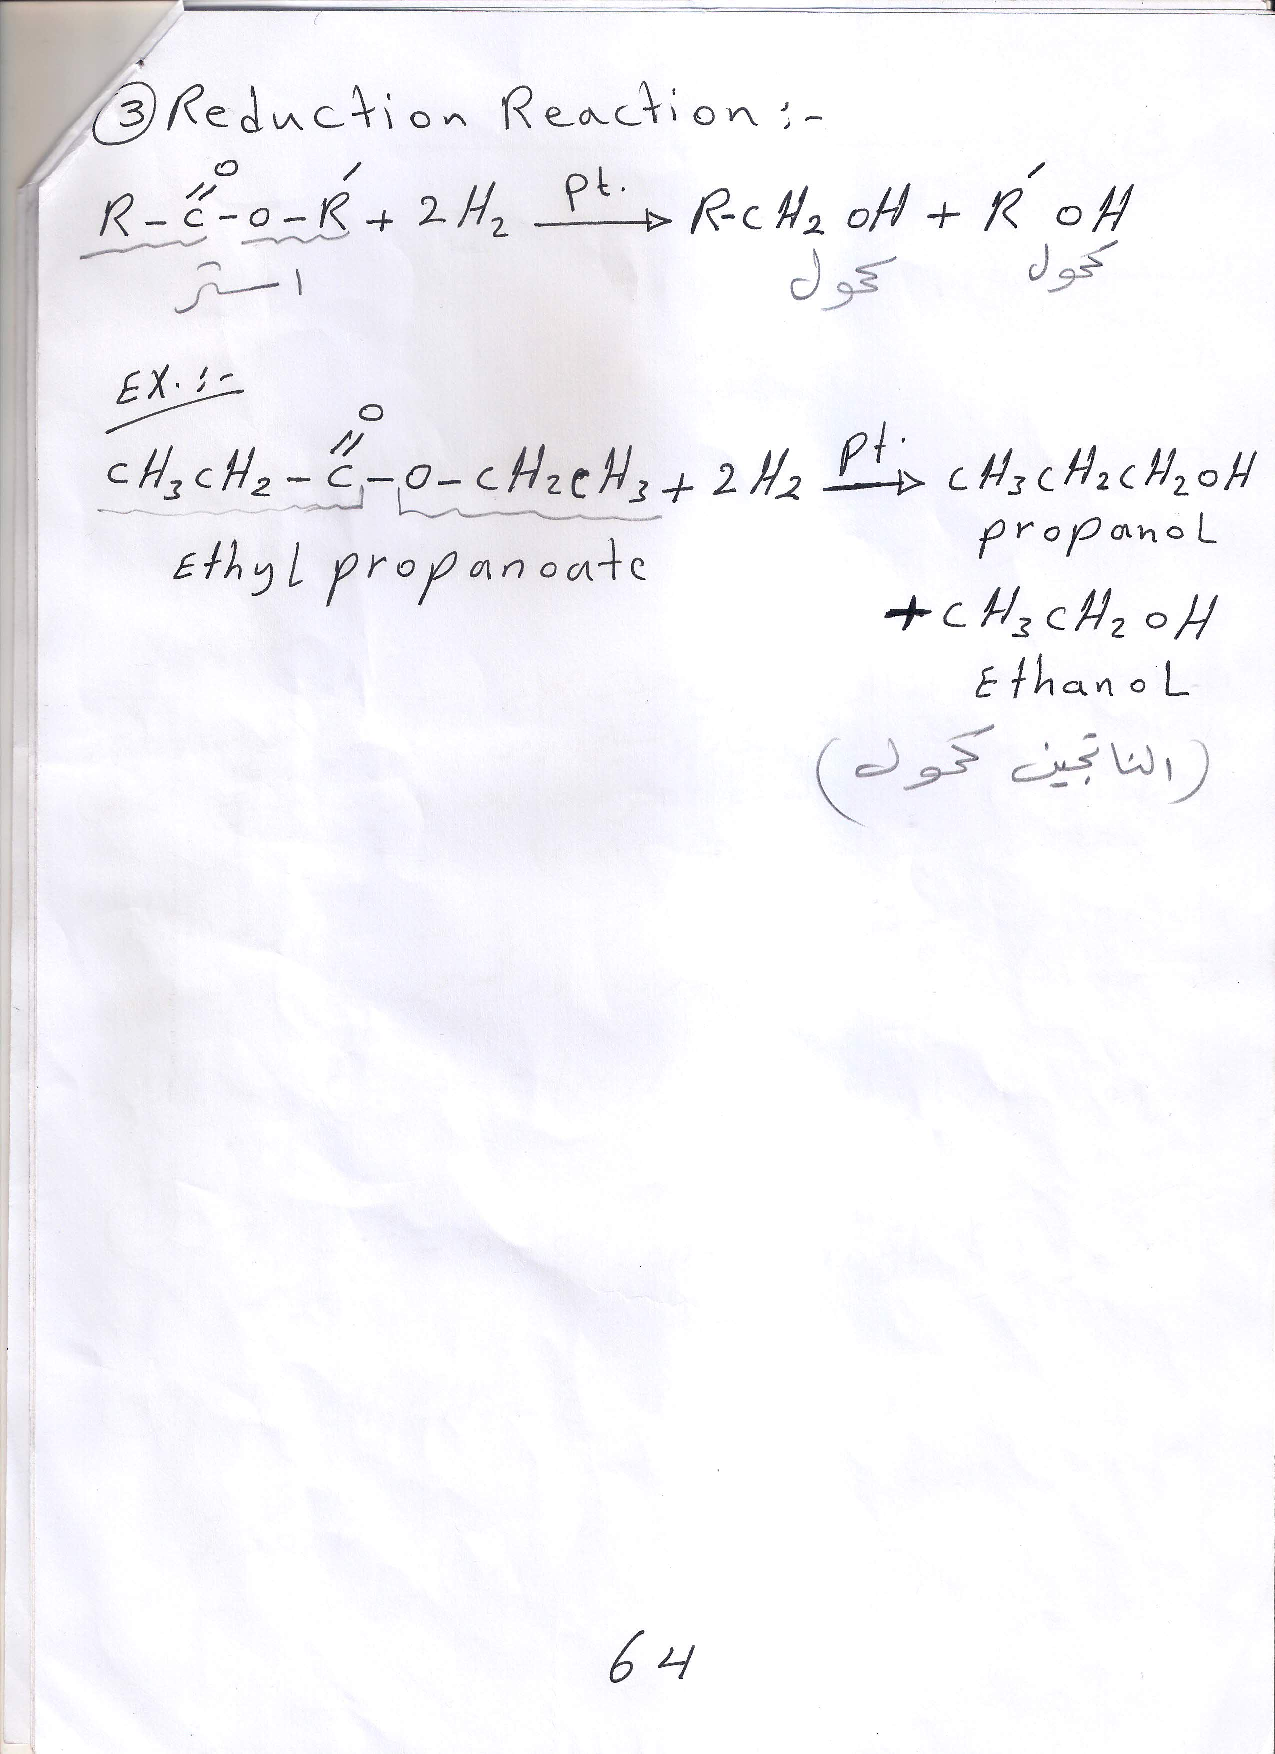 ③ Reduction Reaction :-
O
R-C-O-R' + 2H2 Pt. → R-CH2OH + R'OH
استر كحول كحول
EX. :-
O
CH3CH2-C-O-CH2CH3 + 2H2 Pt. → CH3CH2CH2OH
Ethyl propanoate propanol
+ CH3CH2OH
Ethanol
(الناتجين كحول)
64